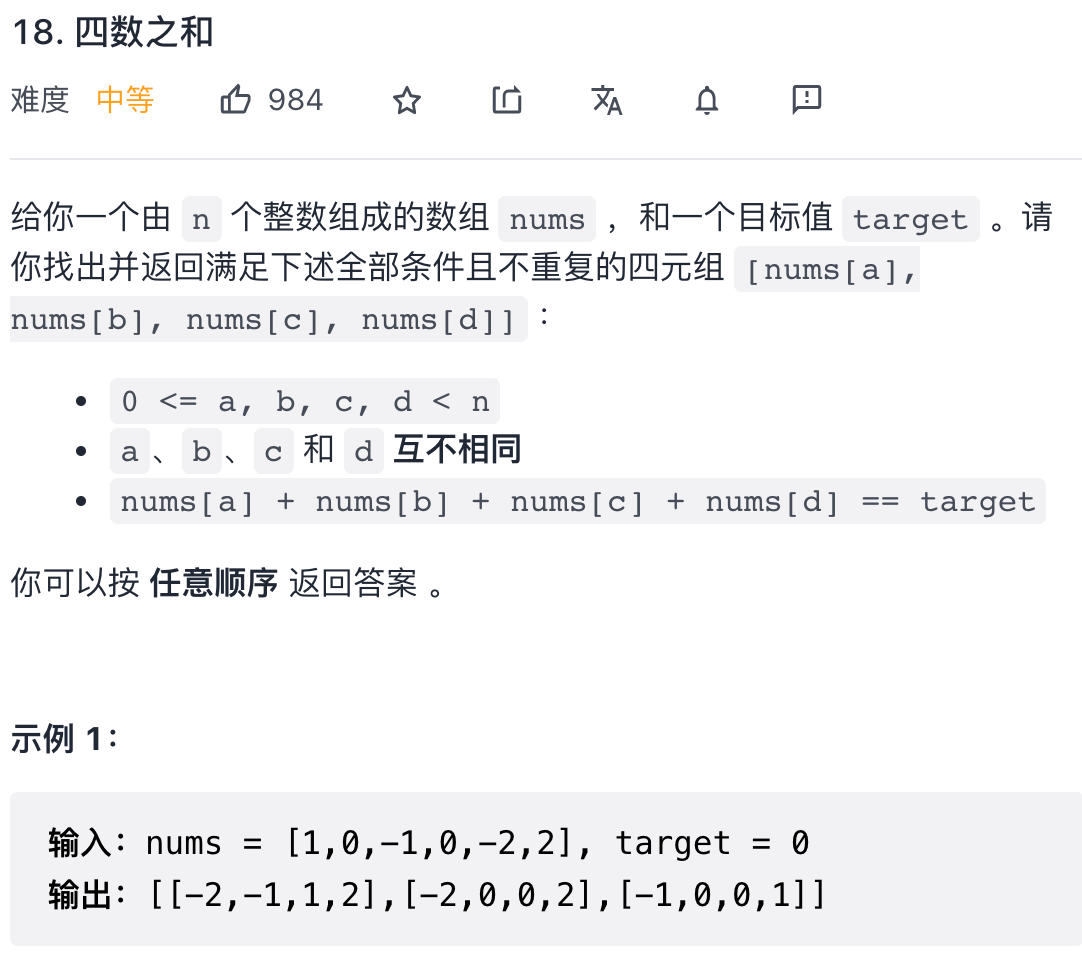 18. 四数之和
难度 中等 984
给你一个由 n 个整数组成的数组 nums ，和一个目标值 target 。请
你找出并返回满足下述全部条件且不重复的四元组 [nums[a],
nums[b], nums[c], nums[d]] ：
• 0 <= a, b, c, d < n
• a 、 b 、 c 和 d 互不相同
• nums[a] + nums[b] + nums[c] + nums[d] == target
你可以按 任意顺序 返回答案 。
示例 1：
输入：nums = [1,0,-1,0,-2,2], target = 0
输出：[[-2,-1,1,2],[-2,0,0,2],[-1,0,0,1]]